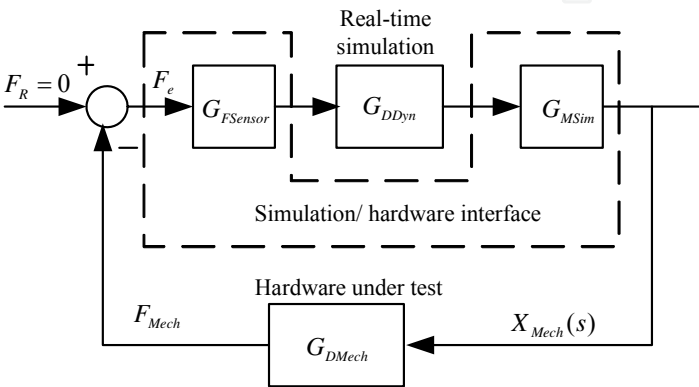 Real-time
simulation
+
F_R = 0
F_e
G_FSensor
G_DDyn
G_MSim
−
Simulation/ hardware interface
Hardware under test
F_Mech
G_DMech
X_Mech(s)